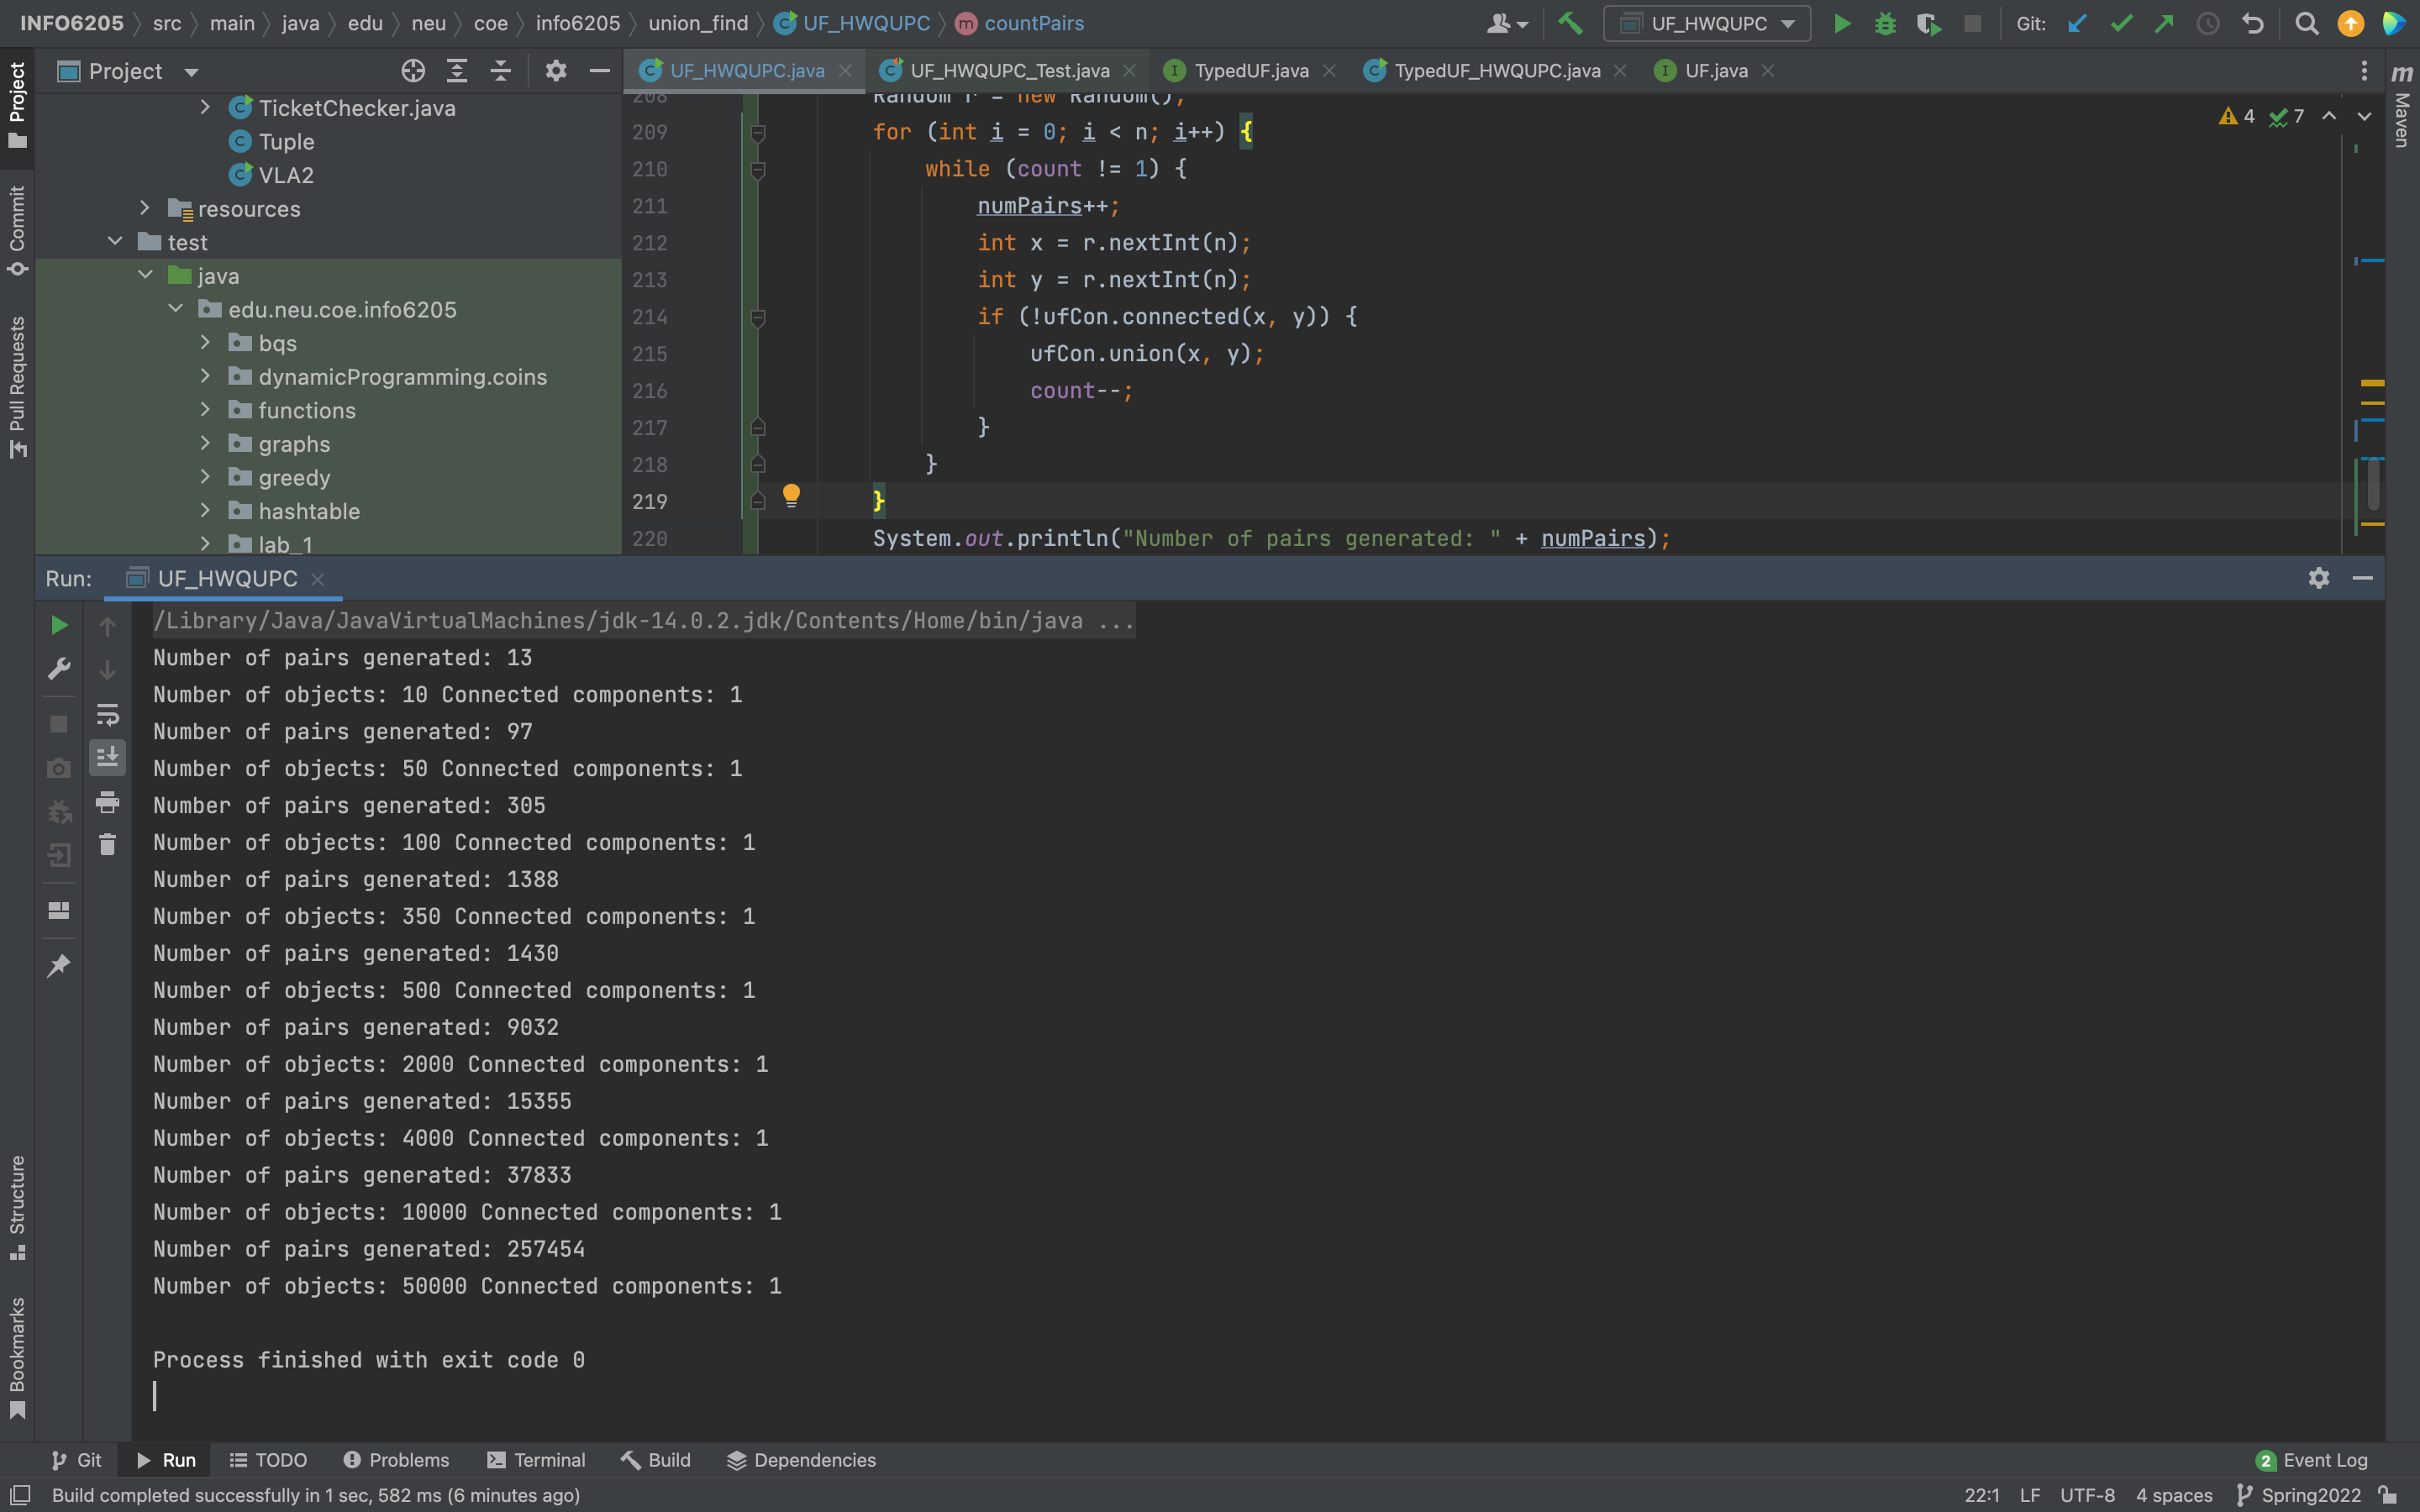 INFO6205 src main java edu neu coe info6205 union_find UF_HWQUPC countPairs
UF_HWQUPC Git:
Project
UF_HWQUPC.java UF_HWQUPC_Test.java TypedUF.java TypedUF_HWQUPC.java UF.java
TicketChecker.java
Tuple
VLA2
resources
test
java
edu.neu.coe.info6205
bqs
dynamicProgramming.coins
functions
graphs
greedy
hashtable
lab_1
208 Random r = new Random();
209 for (int i = 0; i < n; i++) {
210 while (count != 1) {
211 numPairs++;
212 int x = r.nextInt(n);
213 int y = r.nextInt(n);
214 if (!ufCon.connected(x, y)) {
215 ufCon.union(x, y);
216 count--;
217 }
218 }
219 }
220 System.out.println("Number of pairs generated: " + numPairs);
4 7
Project
Commit
Pull Requests
Structure
Bookmarks
m
Maven
Run: UF_HWQUPC
/Library/Java/JavaVirtualMachines/jdk-14.0.2.jdk/Contents/Home/bin/java ...
Number of pairs generated: 13
Number of objects: 10 Connected components: 1
Number of pairs generated: 97
Number of objects: 50 Connected components: 1
Number of pairs generated: 305
Number of objects: 100 Connected components: 1
Number of pairs generated: 1388
Number of objects: 350 Connected components: 1
Number of pairs generated: 1430
Number of objects: 500 Connected components: 1
Number of pairs generated: 9032
Number of objects: 2000 Connected components: 1
Number of pairs generated: 15355
Number of objects: 4000 Connected components: 1
Number of pairs generated: 37833
Number of objects: 10000 Connected components: 1
Number of pairs generated: 257454
Number of objects: 50000 Connected components: 1
Process finished with exit code 0
Git Run TODO Problems Terminal Build Dependencies
2 Event Log
Build completed successfully in 1 sec, 582 ms (6 minutes ago)
22:1 LF UTF-8 4 spaces Spring2022